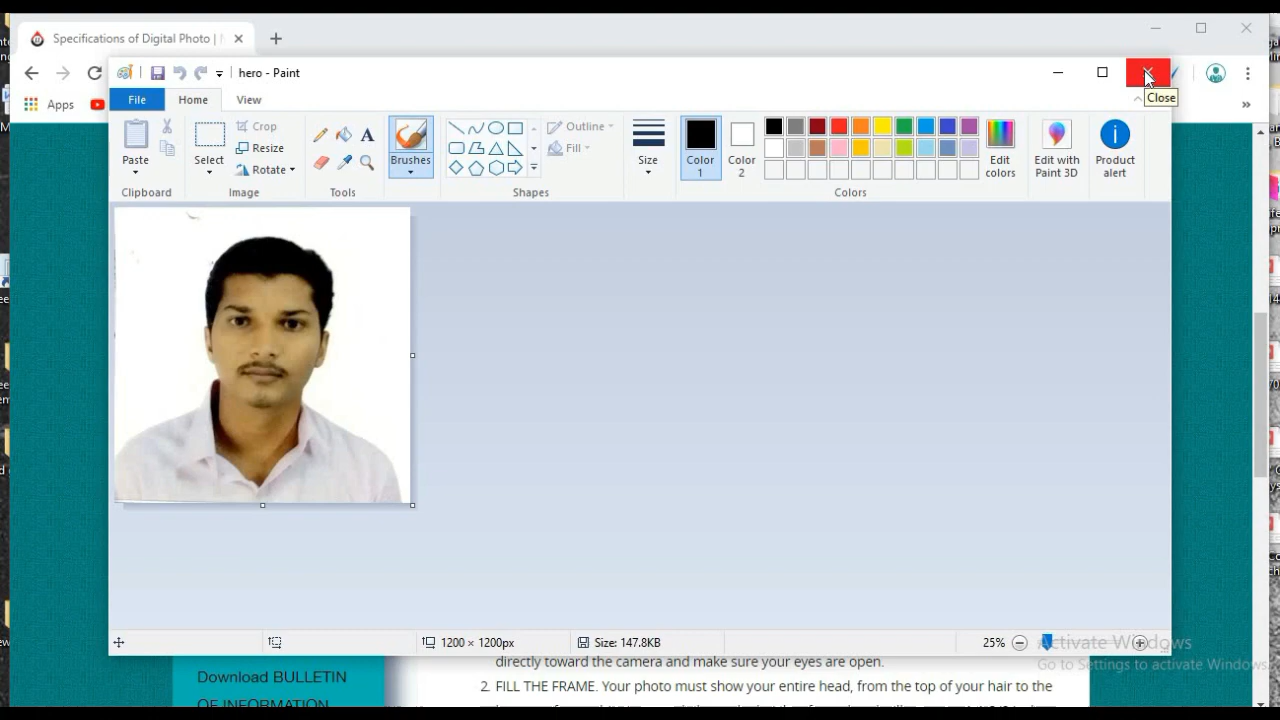 Specifications of Digital Photo |
Apps
hero - Paint
Close
File Home View
Paste
Select
Crop
Resize
Rotate
Brushes
Outline
Fill
Size
Color 1
Color 2
Edit colors
Edit with Paint 3D
Product alert
Clipboard Image Tools Shapes Colors
1200 × 1200px Size: 147.8KB 25%
Activate Windows
Go to Settings to activate Windows.
directly toward the camera and make sure your eyes are open.
Download BULLETIN
OF INFORMATION
2. FILL THE FRAME. Your photo must show your entire head, from the top of your hair to the